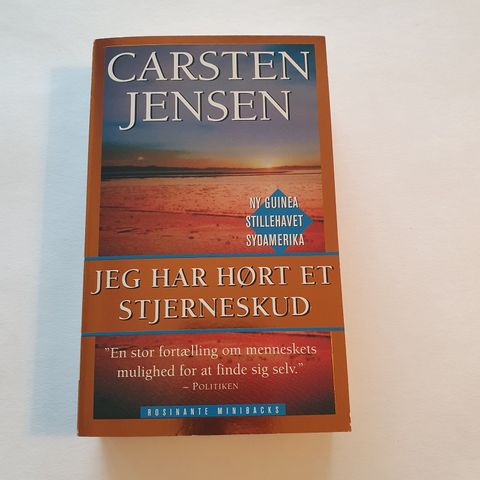 CARSTEN
JENSEN
NY GUINEA
STILLEHAVET
SYDAMERIKA
JEG HAR HØRT ET
STJERNESKUD
"En stor fortælling om menneskets
mulighed for at finde sig selv."
– POLITIKEN
ROSINANTE MINIBACKS